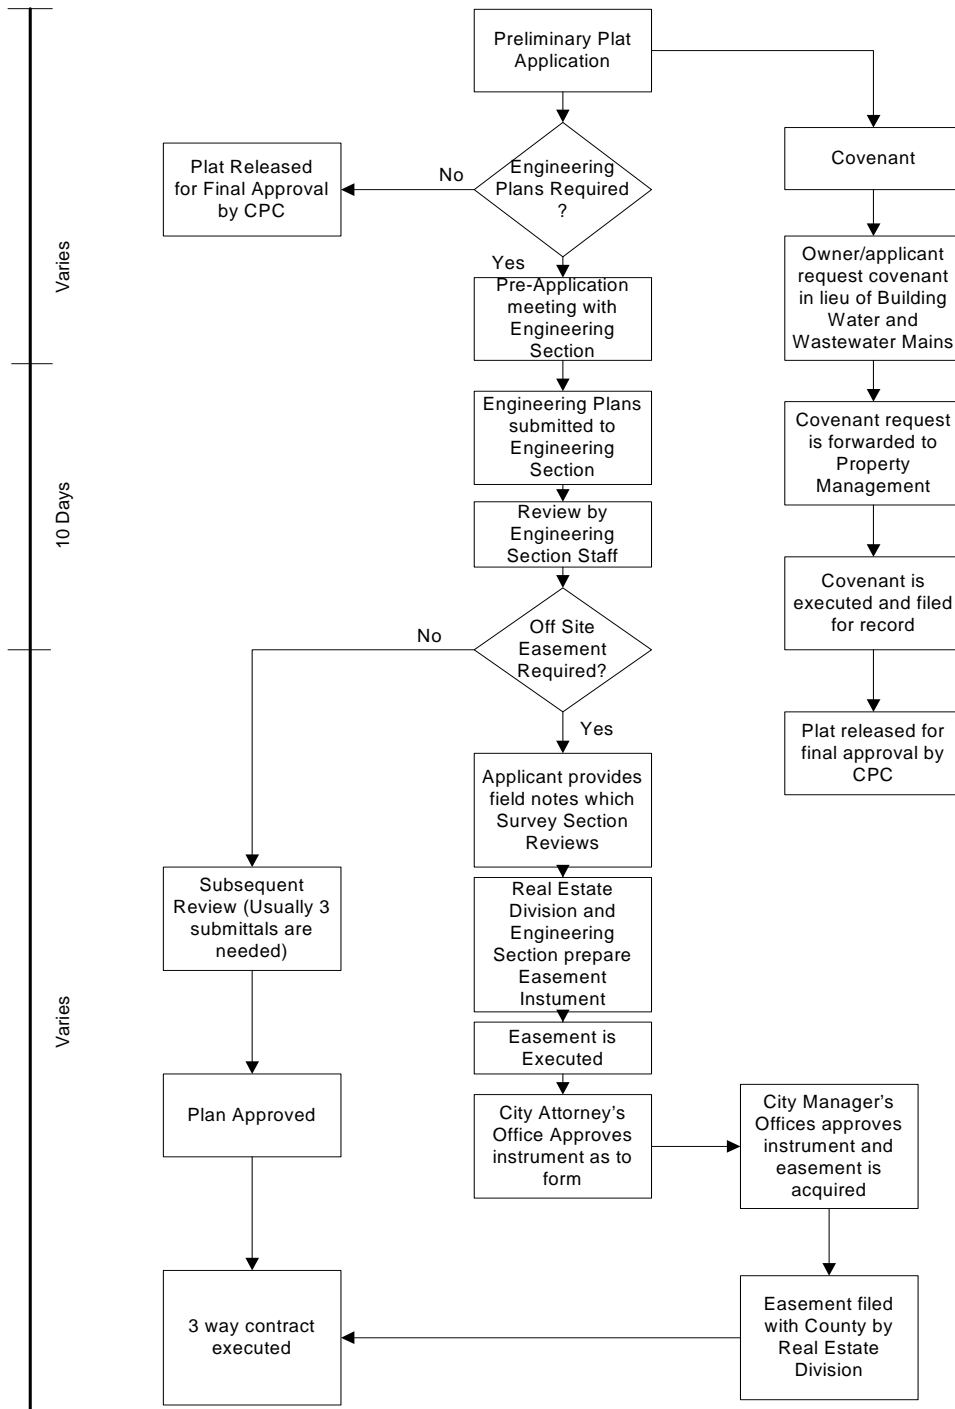 Preliminary Plat
Application
Engineering
Plans Required
?
No
Plat Released
for Final Approval
by CPC
Covenant
Yes
Pre-Application
meeting with
Engineering
Section
Owner/applicant
request covenant
in lieu of Building
Water and
Wastewater Mains
Varies
Engineering Plans
submitted to
Engineering
Section
Covenant request
is forwarded to
Property
Management
10 Days
Review by
Engineering
Section Staff
Covenant is
executed and filed
for record
Off Site
Easement
Required?
No
Yes
Plat released for
final approval by
CPC
Applicant provides
field notes which
Survey Section
Reviews
Subsequent
Review (Usually 3
submittals are
needed)
Real Estate
Division and
Engineering
Section prepare
Easement
Instument
Varies
Easement is
Executed
Plan Approved
City Attorney's
Office Approves
instrument as to
form
City Manager's
Offices approves
instrument and
easement is
acquired
3 way contract
executed
Easement filed
with County by
Real Estate
Division